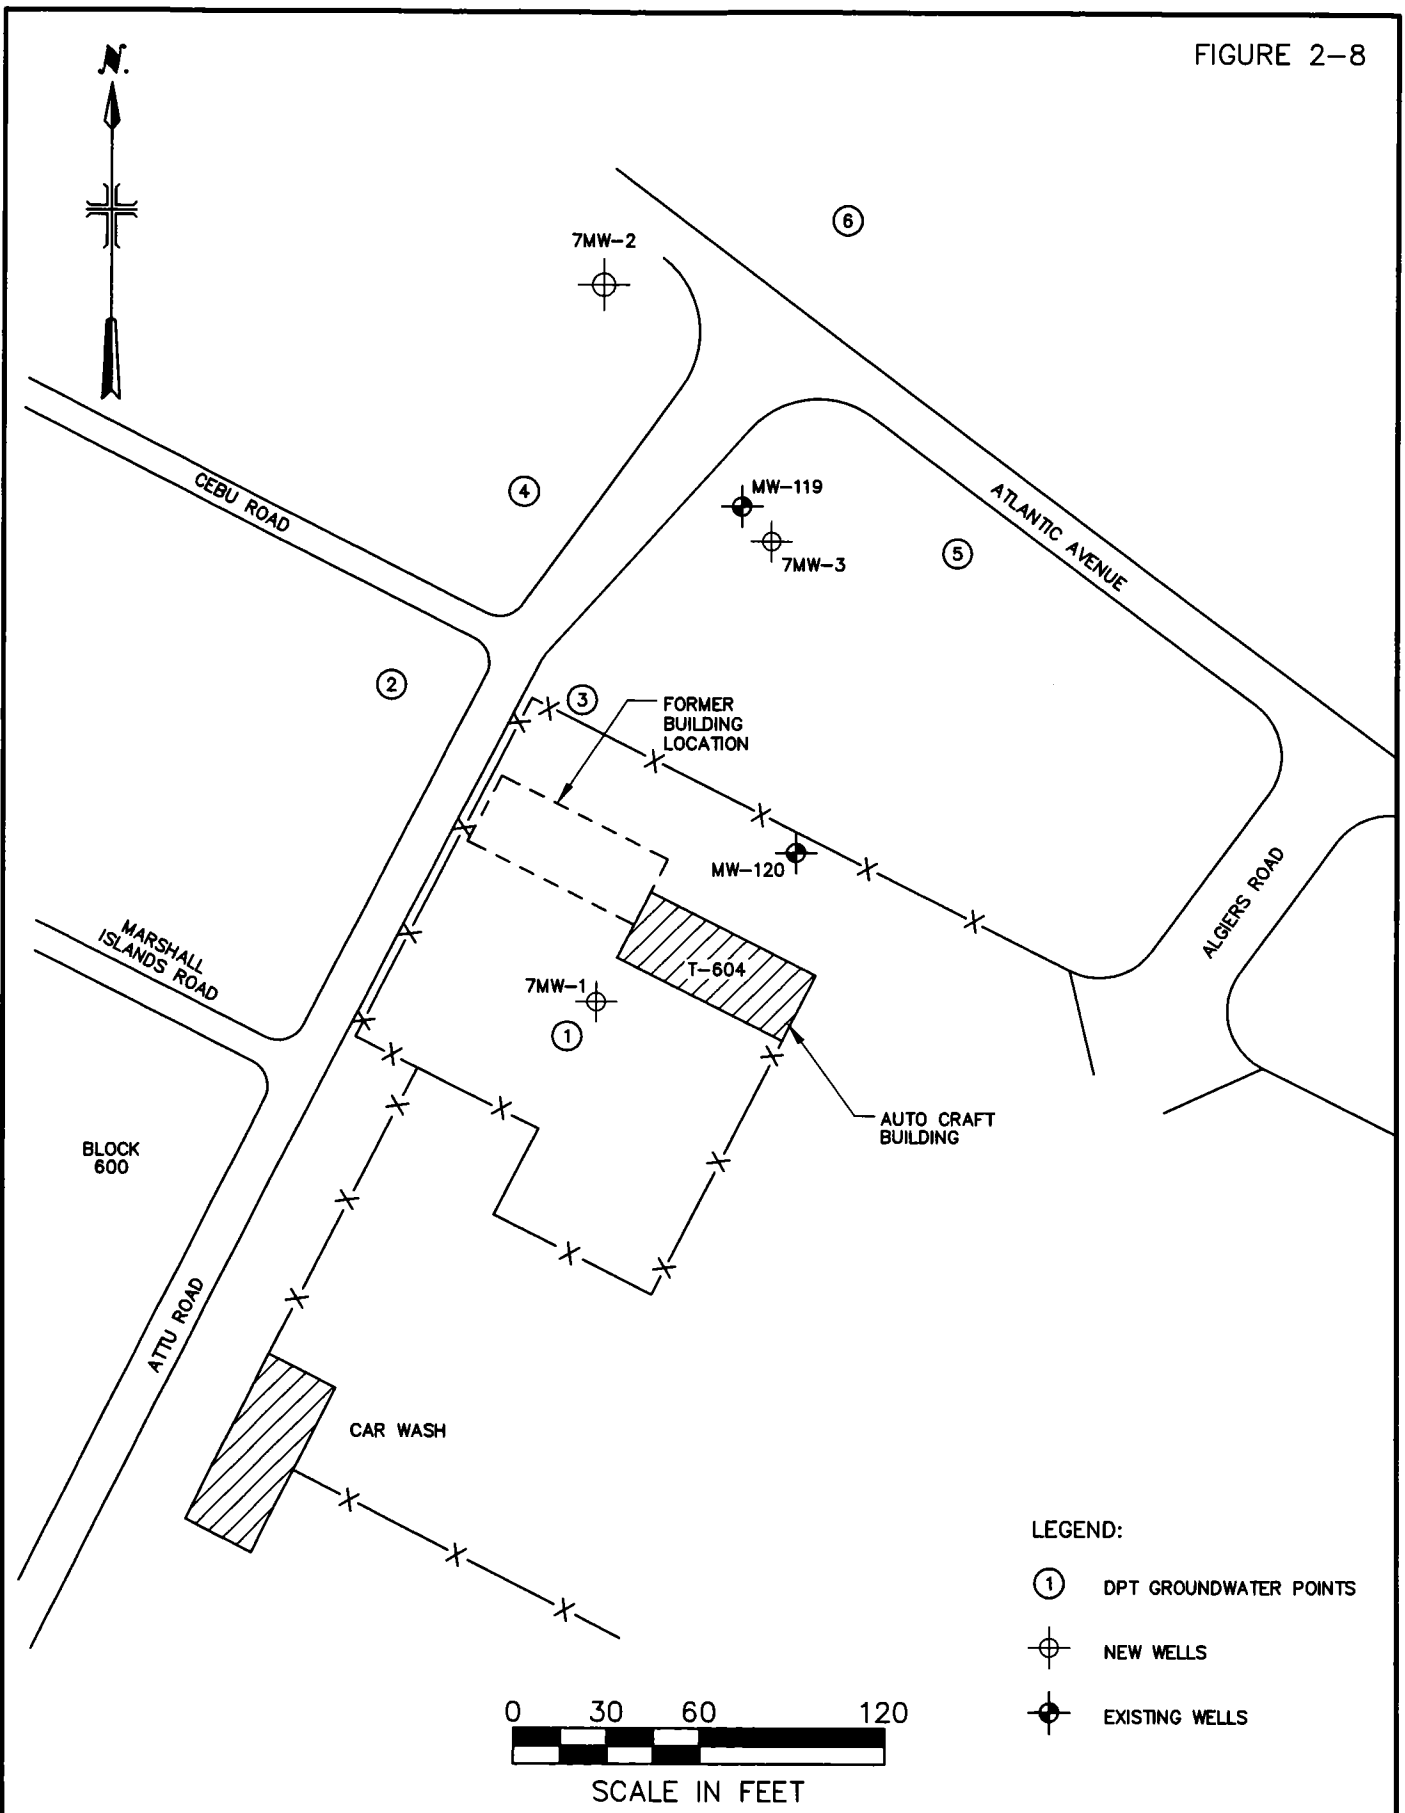 FIGURE 2-8
N.
6
7MW-2
CEBU ROAD
4
MW-119
ATLANTIC AVENUE
7MW-3
5
2
3
FORMER
BUILDING
LOCATION
MW-120
MARSHALL
ISLANDS ROAD
ALGIERS ROAD
T-604
7MW-1
1
AUTO CRAFT
BUILDING
BLOCK
600
ATTU ROAD
CAR WASH
LEGEND:
1 DPT GROUNDWATER POINTS
NEW WELLS
EXISTING WELLS
0 30 60 120
SCALE IN FEET